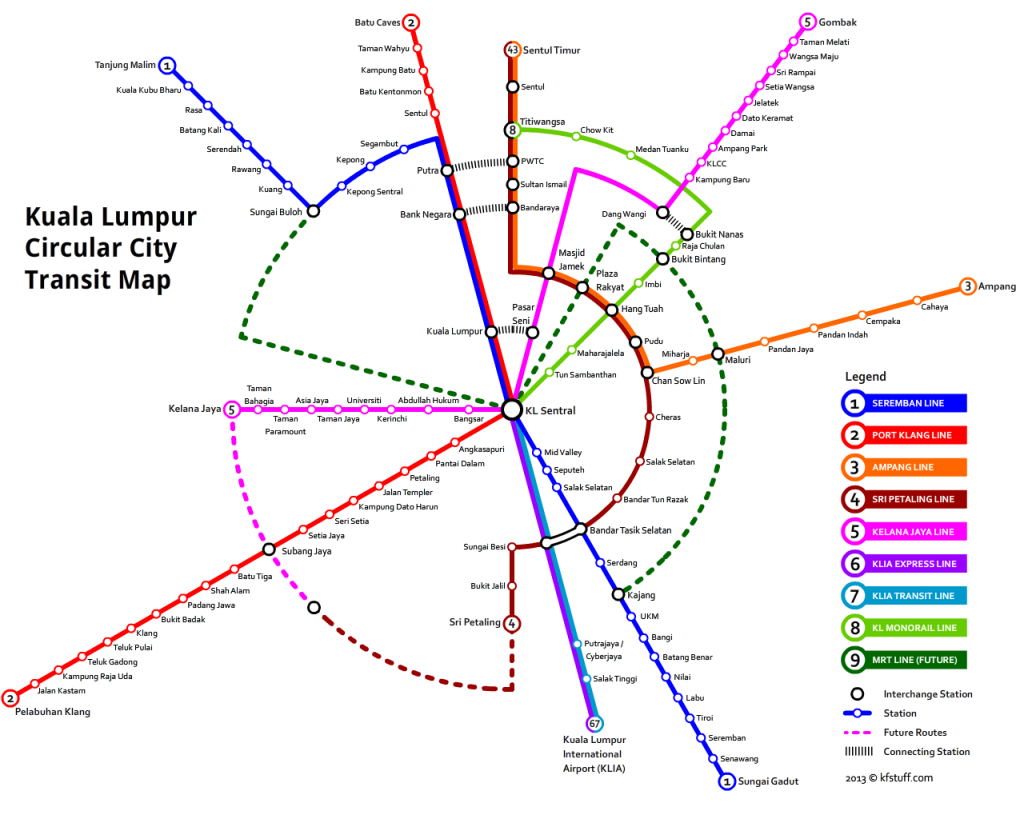 Kuala Lumpur
Circular City
Transit Map
1
Tanjung Malim
Kuala Kubu Bharu
Rasa
Batang Kali
Serendah
Rawang
Kuang
Sungai Buloh
Kepong Sentral
Kepong
Segambut
2
Batu Caves
Taman Wahyu
Kampung Batu
Batu Kentonmon
Sentul
Putra
Bank Negara
Kuala Lumpur
43
Sentul Timur
Sentul
8
Titiwangsa
PWTC
Sultan Ismail
Bandaraya
Chow Kit
Medan Tuanku
5
Gombak
Taman Melati
Wangsa Maju
Sri Rampai
Setia Wangsa
Jelatek
Dato Keramat
Damai
Ampang Park
KLCC
Kampung Baru
Dang Wangi
Bukit Nanas
Raja Chulan
Bukit Bintang
Imbi
Masjid
Jamek
Plaza
Rakyat
Hang Tuah
Pasar
Seni
Pudu
Maharajalela
Tun Sambanthan
Chan Sow Lin
Miharja
Maluri
Pandan Jaya
Pandan Indah
Cempaka
Cahaya
3
Ampang
KL Sentral
Kelana Jaya
5
Taman
Bahagia
Taman
Paramount
Asia Jaya
Taman Jaya
Universiti
Kerinchi
Abdullah Hukum
Bangsar
Angkasapuri
Pantai Dalam
Petaling
Jalan Templer
Kampung Dato Harun
Seri Setia
Setia Jaya
Subang Jaya
Batu Tiga
Shah Alam
Padang Jawa
Bukit Badak
Klang
Teluk Pulai
Teluk Gadong
Kampung Raja Uda
Jalan Kastam
2
Pelabuhan Klang
Cheras
Salak Selatan
Bandar Tun Razak
Bandar Tasik Selatan
Sungai Besi
Bukit Jalil
Sri Petaling
4
Mid Valley
Seputeh
Salak Selatan
Serdang
Kajang
UKM
Bangi
Batang Benar
Nilai
Labu
Tiroi
Seremban
Senawang
1
Sungai Gadut
Putrajaya /
Cyberjaya
Salak Tinggi
67
Kuala Lumpur
International
Airport (KLIA)
Legend
1 SEREMBAN LINE
2 PORT KLANG LINE
3 AMPANG LINE
4 SRI PETALING LINE
5 KELANA JAYA LINE
6 KLIA EXPRESS LINE
7 KLIA TRANSIT LINE
8 KL MONORAIL LINE
9 MRT LINE (FUTURE)
Interchange Station
Station
Future Routes
Connecting Station
2013 © kfstuff.com